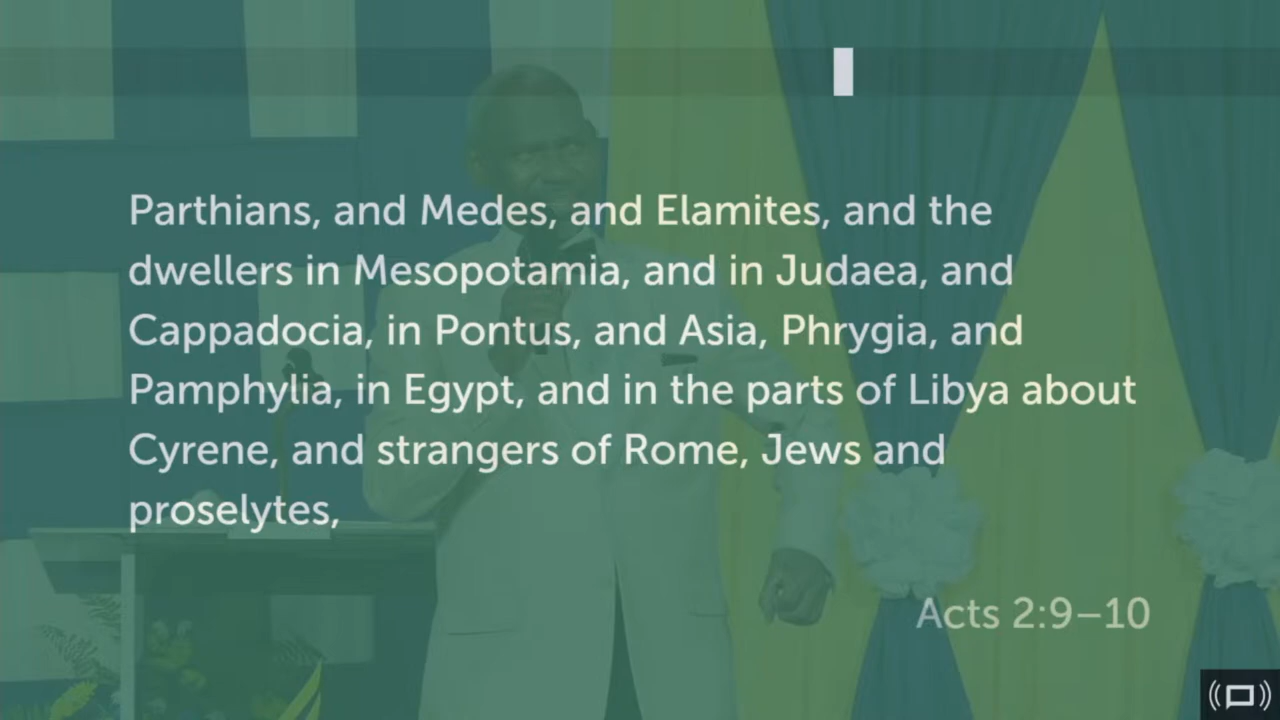 Parthians, and Medes, and Elamites, and the
dwellers in Mesopotamia, and in Judaea, and
Cappadocia, in Pontus, and Asia, Phrygia, and
Pamphylia, in Egypt, and in the parts of Libya about
Cyrene, and strangers of Rome, Jews and
proselytes,
Acts 2:9–10